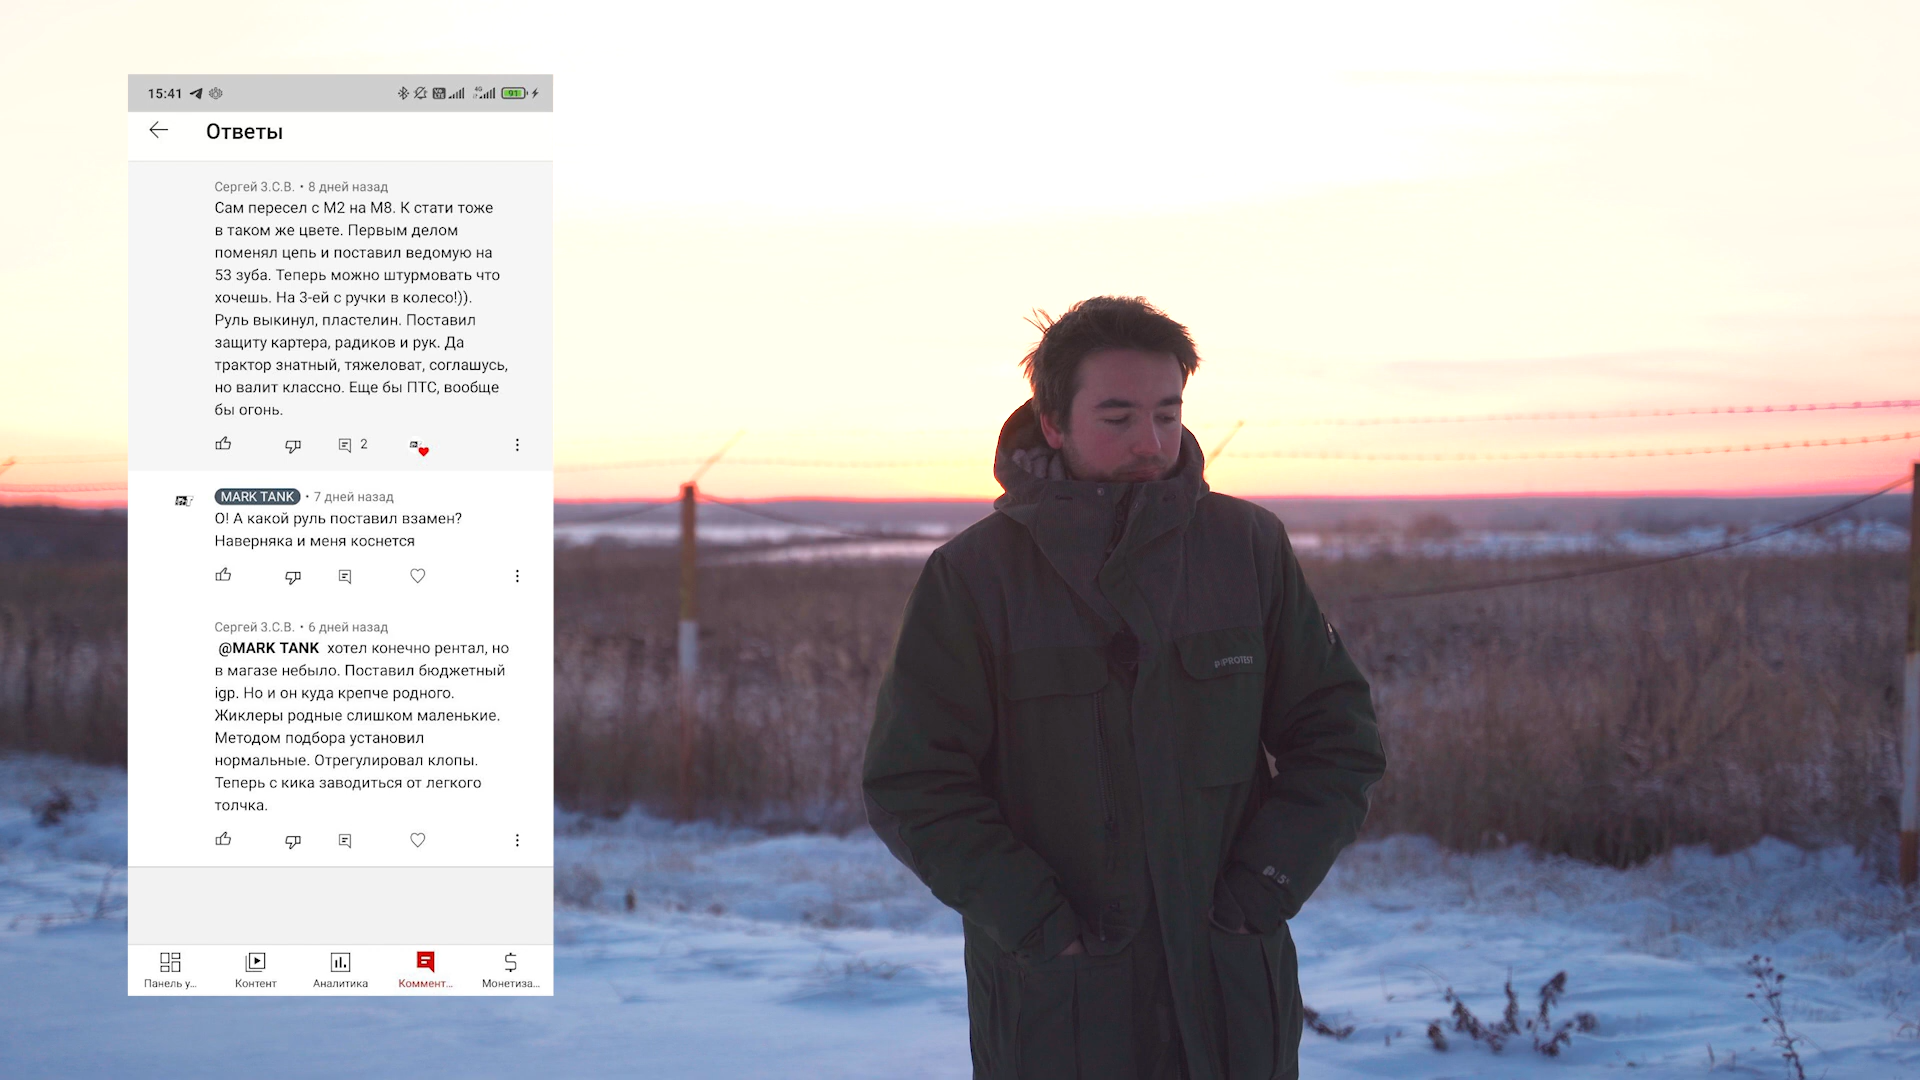 15:41
91
Ответы
Сергей З.С.В. • 8 дней назад
Сам пересел с М2 на М8. К стати тоже
в таком же цвете. Первым делом
поменял цепь и поставил ведомую на
53 зуба. Теперь можно штурмовать что
хочешь. На 3-ей с ручки в колесо!)).
Руль выкинул, пластелин. Поставил
защиту картера, радиков и рук. Да
трактор знатный, тяжеловат, соглашусь,
но валит классно. Еще бы ПТС, вообще
бы огонь.
2
MARK TANK • 7 дней назад
О! А какой руль поставил взамен?
Наверняка и меня коснется
Сергей З.С.В. • 6 дней назад
@MARK TANK хотел конечно рентал, но
в магазе небыло. Поставил бюджетный
igp. Но и он куда крепче родного.
Жиклеры родные слишком маленькие.
Методом подбора установил
нормальные. Отрегулировал клопы.
Теперь с кика заводиться от легкого
толчка.
Панель у...
Контент
Аналитика
Коммент...
Монетиза...
PROTEST